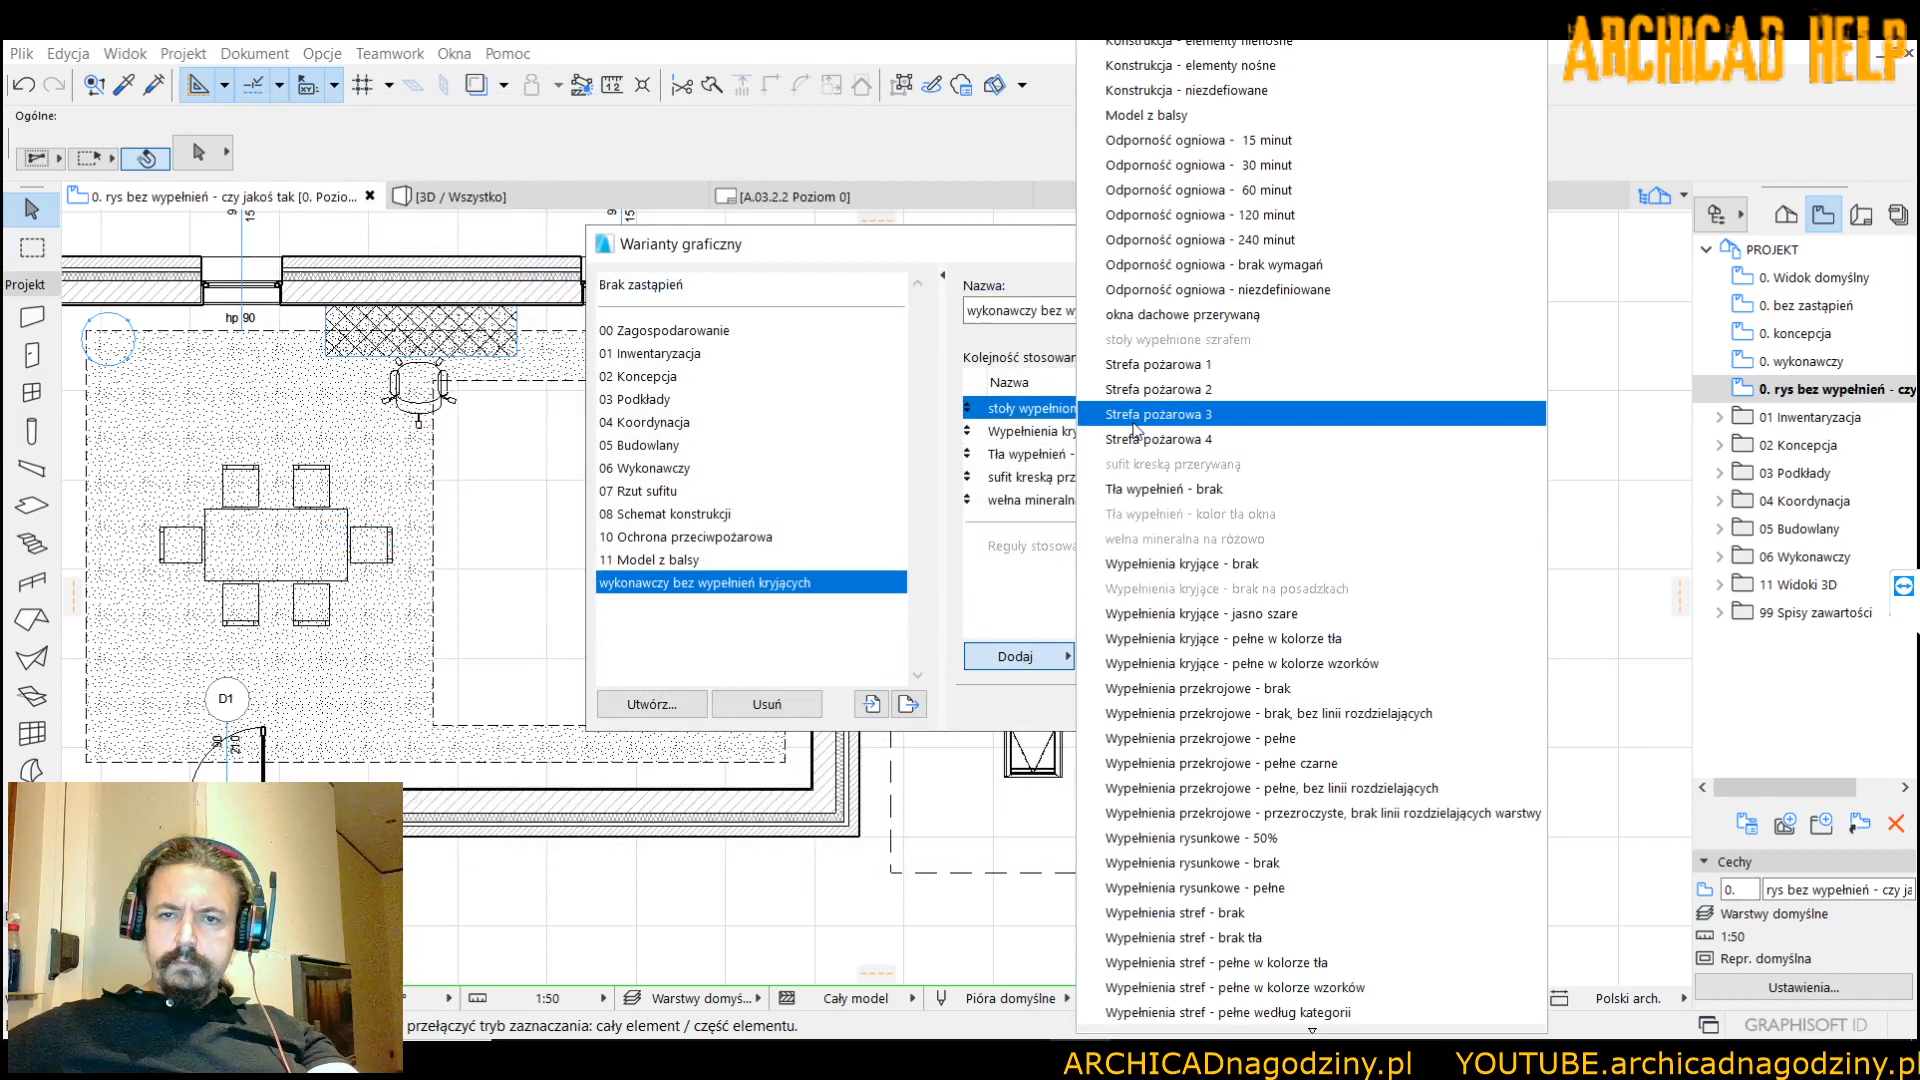 ARCHICAD HELP
Plik Edycja Widok Projekt Dokument Opcje Teamwork Okna Pomoc
Ogólne:
0. rys bez wypełnień - czy jakoś tak [0. Pozio...
[3D / Wszystko]
[A.03.2.2 Poziom 0]
Projekt
hp 90
D1
90
210
Warianty graficzny
Brak zastąpień
00 Zagospodarowanie
01 Inwentaryzacja
02 Koncepcja
03 Podkłady
04 Koordynacja
05 Budowlany
06 Wykonawczy
07 Rzut sufitu
08 Schemat konstrukcji
10 Ochrona przeciwpożarowa
11 Model z balsy
wykonawczy bez wypełnień kryjących
Utwórz...
Usuń
Nazwa:
wykonawczy bez w
Kolejność stosowan
Nazwa
stoły wypełnion
Wypełnienia kry
Tła wypełnień -
sufit kreską prz
wełna mineraln
Reguły stosowa
Dodaj
Konstrukcja - elementy nienośne
Konstrukcja - elementy nośne
Konstrukcja - niezdefiowane
Model z balsy
Odporność ogniowa - 15 minut
Odporność ogniowa - 30 minut
Odporność ogniowa - 60 minut
Odporność ogniowa - 120 minut
Odporność ogniowa - 240 minut
Odporność ogniowa - brak wymagań
Odporność ogniowa - niezdefiniowane
okna dachowe przerywaną
stoły wypełnione szrafem
Strefa pożarowa 1
Strefa pożarowa 2
Strefa pożarowa 3
Strefa pożarowa 4
sufit kreską przerywaną
Tła wypełnień - brak
Tła wypełnień - kolor tła okna
wełna mineralna na różowo
Wypełnienia kryjące - brak
Wypełnienia kryjące - brak na posadzkach
Wypełnienia kryjące - jasno szare
Wypełnienia kryjące - pełne w kolorze tła
Wypełnienia kryjące - pełne w kolorze wzorków
Wypełnienia przekrojowe - brak
Wypełnienia przekrojowe - brak, bez linii rozdzielających
Wypełnienia przekrojowe - pełne
Wypełnienia przekrojowe - pełne czarne
Wypełnienia przekrojowe - pełne, bez linii rozdzielających
Wypełnienia przekrojowe - przezroczyste, brak linii rozdzielających warstwy
Wypełnienia rysunkowe - 50%
Wypełnienia rysunkowe - brak
Wypełnienia rysunkowe - pełne
Wypełnienia stref - brak
Wypełnienia stref - brak tła
Wypełnienia stref - pełne w kolorze tła
Wypełnienia stref - pełne w kolorze wzorków
Wypełnienia stref - pełne według kategorii
PROJEKT
0. Widok domyślny
0. bez zastąpień
0. koncepcja
0. wykonawczy
0. rys bez wypełnień - czy
01 Inwentaryzacja
02 Koncepcja
03 Podkłady
04 Koordynacja
05 Budowlany
06 Wykonawczy
11 Widoki 3D
99 Spisy zawartości
Cechy
0. rys bez wypełnień - czy ja
Warstwy domyślne
1:50
Repr. domyślna
Ustawienia...
GRAPHISOFT ID
1:50
Warstwy domyś...
Cały model
Pióra domyślne
Polski arch.
przełączyć tryb zaznaczania: cały element / część elementu.
ARCHICADnagodziny.pl YOUTUBE.archicadnagodziny.pl